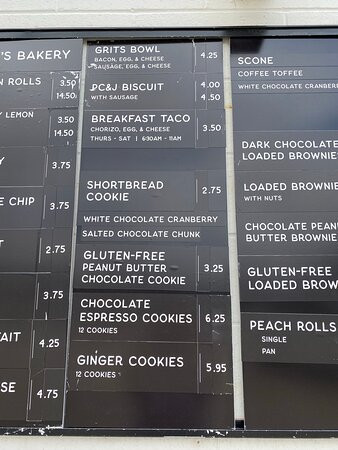 'S BAKERY
N ROLLS 3.50
14.50
Y LEMON 3.50
14.50
Y 3.75
E CHIP 3.75
T 2.75
3.75
FAIT 4.25
SE 4.75
GRITS BOWL 4.25
BACON, EGG, & CHEESE
SAUSAGE, EGG, & CHEESE
PC&J BISCUIT 4.00
WITH SAUSAGE 4.50
BREAKFAST TACO 3.50
CHORIZO, EGG, & CHEESE
THURS - SAT | 6:30AM - 11AM
SHORTBREAD 2.75
COOKIE
WHITE CHOCOLATE CRANBERRY
SALTED CHOCOLATE CHUNK
GLUTEN-FREE
PEANUT BUTTER 3.25
CHOCOLATE COOKIE
CHOCOLATE
ESPRESSO COOKIES 6.25
12 COOKIES
GINGER COOKIES 5.95
12 COOKIES
SCONE
COFFEE TOFFEE
WHITE CHOCOLATE CRANBERR
DARK CHOCOLATE
LOADED BROWNIE
LOADED BROWNI
WITH NUTS
CHOCOLATE PEAN
BUTTER BROWNIE
GLUTEN-FREE
LOADED BROW
PEACH ROLLS
SINGLE
PAN